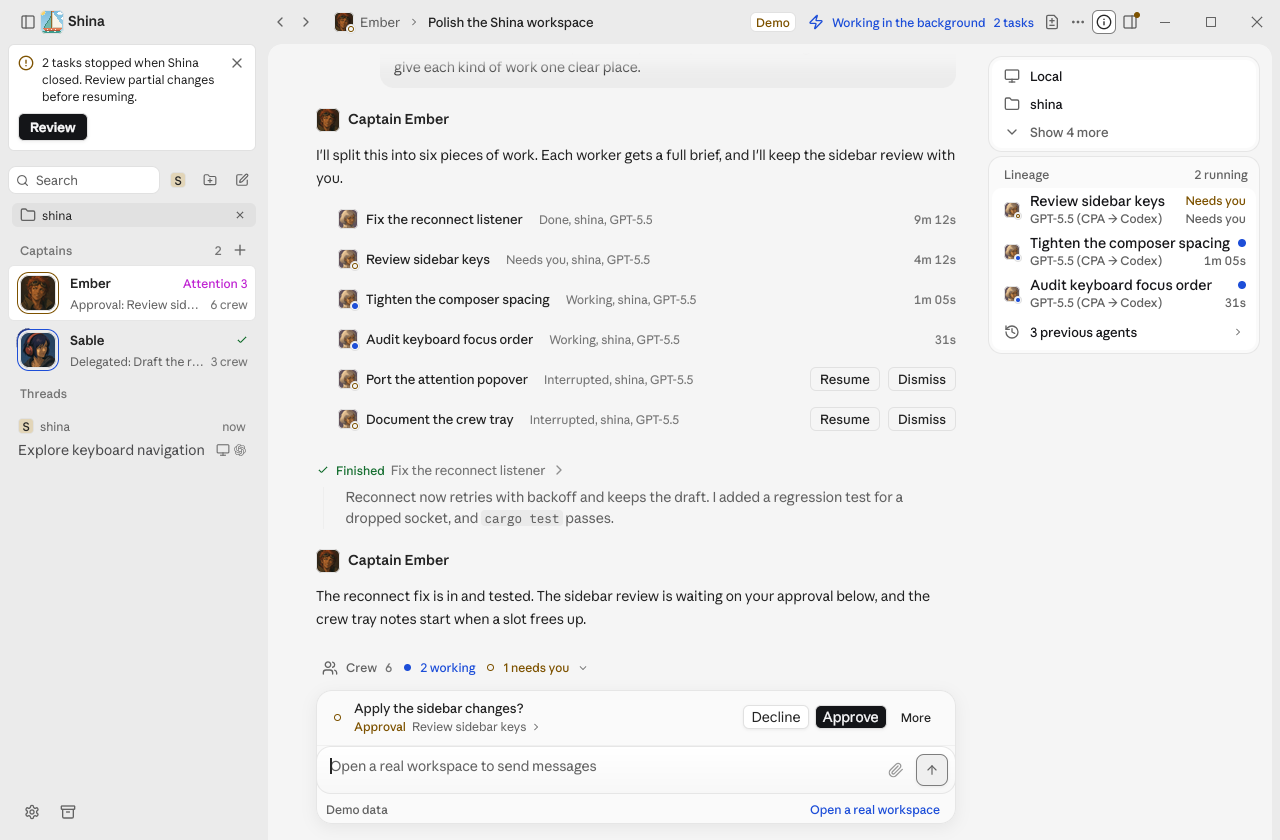 Shina
Ember
Polish the Shina workspace
Demo
Working in the background 2 tasks
2 tasks stopped when Shina
closed. Review partial changes
before resuming.
Review
Search
S
shina
Captains 2
Ember Attention 3
Approval: Review sid... 6 crew
Sable
Delegated: Draft the r... 3 crew
Threads
S shina now
Explore keyboard navigation
give each kind of work one clear place.
Captain Ember
I'll split this into six pieces of work. Each worker gets a full brief, and I'll keep the sidebar review with
you.
Fix the reconnect listener Done, shina, GPT-5.5 9m 12s
Review sidebar keys Needs you, shina, GPT-5.5 4m 12s
Tighten the composer spacing Working, shina, GPT-5.5 1m 05s
Audit keyboard focus order Working, shina, GPT-5.5 31s
Port the attention popover Interrupted, shina, GPT-5.5 Resume Dismiss
Document the crew tray Interrupted, shina, GPT-5.5 Resume Dismiss
Finished Fix the reconnect listener
Reconnect now retries with backoff and keeps the draft. I added a regression test for a
dropped socket, and cargo test passes.
Captain Ember
The reconnect fix is in and tested. The sidebar review is waiting on your approval below, and the
crew tray notes start when a slot frees up.
Crew 6 2 working 1 needs you
Apply the sidebar changes?
Approval Review sidebar keys
Decline Approve More
Open a real workspace to send messages
Demo data Open a real workspace
Local
shina
Show 4 more
Lineage 2 running
Review sidebar keys Needs you
GPT-5.5 (CPA → Codex) Needs you
Tighten the composer spacing
GPT-5.5 (CPA → Codex) 1m 05s
Audit keyboard focus order
GPT-5.5 (CPA → Codex) 31s
3 previous agents